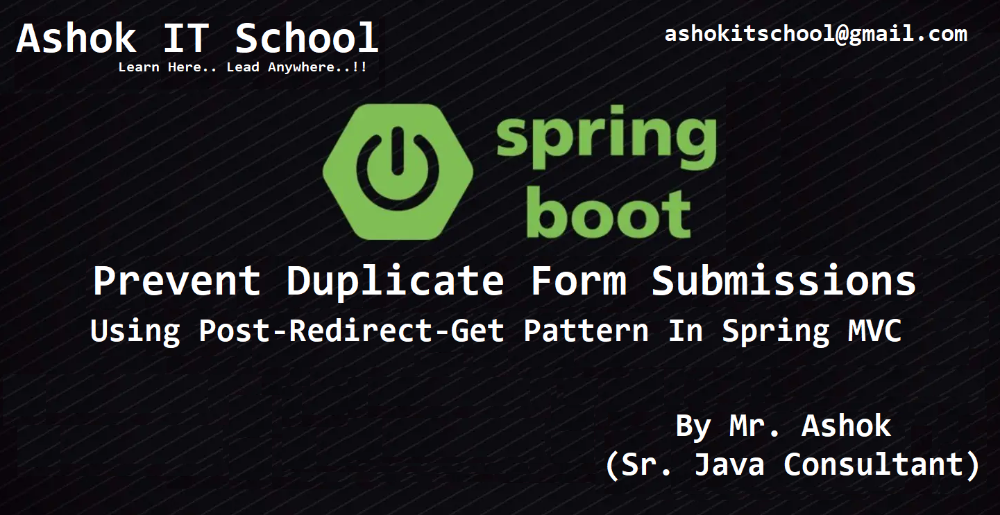 Ashok IT School
ashokitschool@gmail.com
Learn Here.. Lead Anywhere..!!
spring
boot
Prevent Duplicate Form Submissions
Using Post-Redirect-Get Pattern In Spring MVC
By Mr. Ashok
(Sr. Java Consultant)